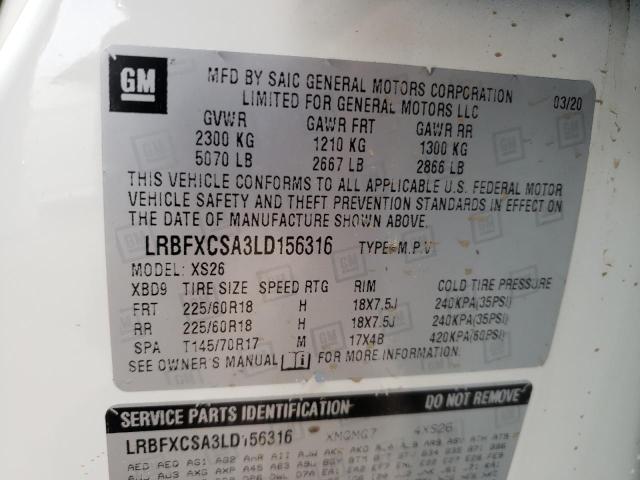 GM
MFD BY SAIC GENERAL MOTORS CORPORATION
LIMITED FOR GENERAL MOTORS LLC 03/20
GVWR GAWR FRT GAWR RR
2300 KG 1210 KG 1300 KG
5070 LB 2667 LB 2866 LB
THIS VEHICLE CONFORMS TO ALL APPLICABLE U.S. FEDERAL MOTOR
VEHICLE SAFETY AND THEFT PREVENTION STANDARDS IN EFFECT ON
THE DATE OF MANUFACTURE SHOWN ABOVE.
LRBFXCSA3LD156316 TYPE=M.P.V
MODEL: XS26
XBD9 TIRE SIZE SPEED RTG RIM COLD TIRE PRESSURE
FRT 225/60R18 H 18X7.5J 240KPA(35PSI)
RR 225/60R18 H 18X7.5J 240KPA(35PSI)
SPA T145/70R17 M 17X4B 420KPA(60PSI)
SEE OWNER'S MANUAL FOR MORE INFORMATION.
SERVICE PARTS IDENTIFICATION DO NOT REMOVE
LRBFXCSA3LD156316 XMQMG7 4XS26